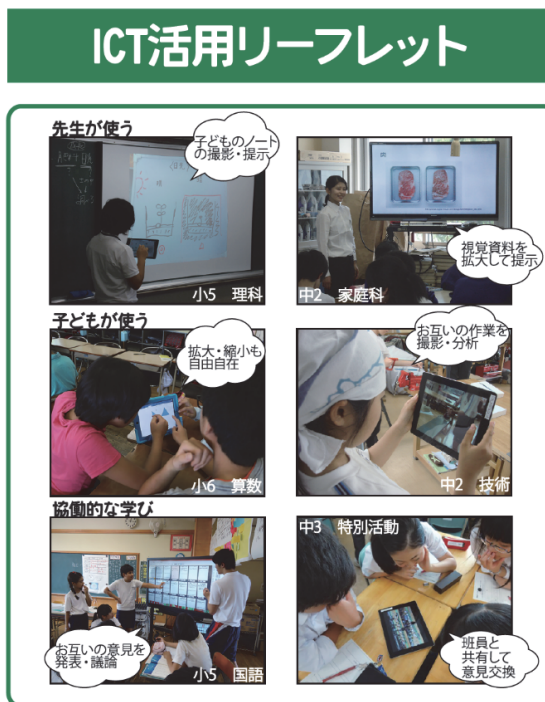 ICT活用リーフレット
先生が使う
子どものノート
の撮影・提示
小5 理科
視覚資料を
拡大して提示
中2 家庭科
子どもが使う
拡大・縮小も
自由自在
小6 算数
お互いの作業を
撮影・分析
中2 技術
協働的な学び
お互いの意見を
発表・議論
小5 国語
中3 特別活動
班員と
共有して
意見交換